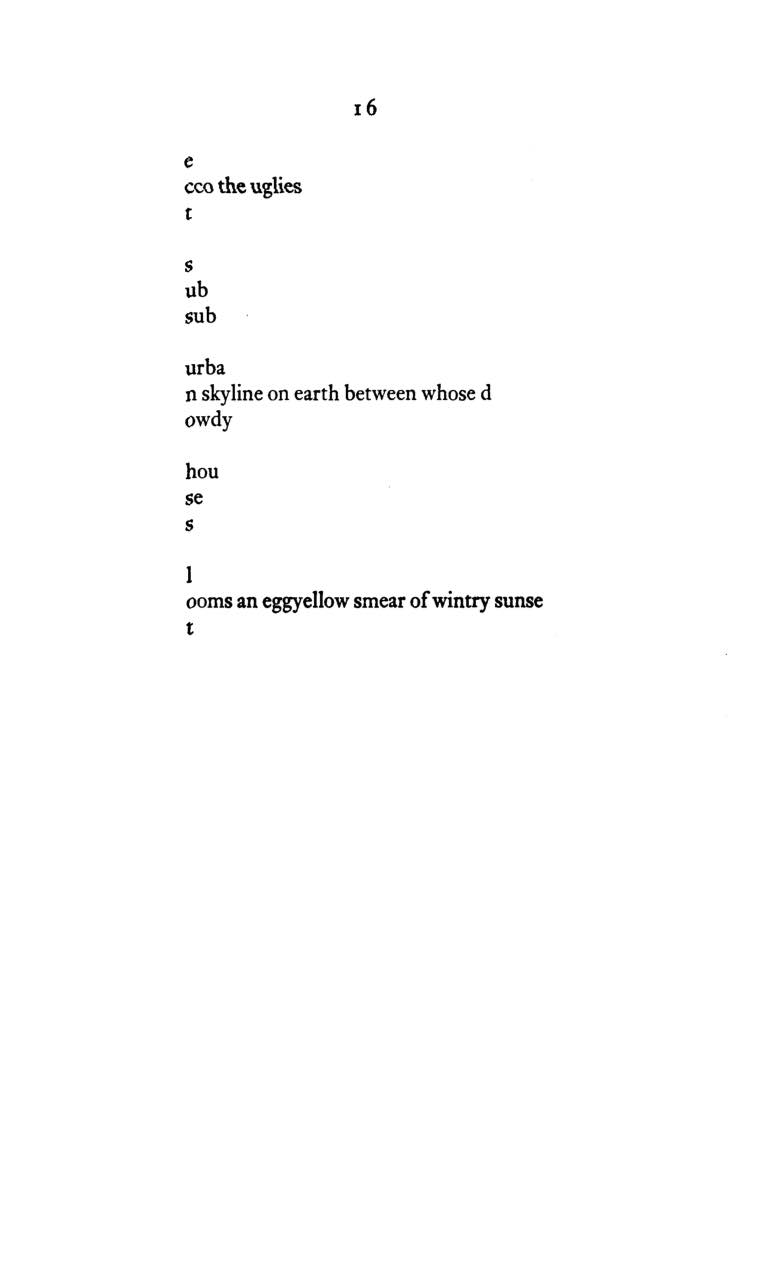 16
e
cco the uglies
t
s
ub
sub
urba
n skyline on earth between whose d
owdy
hou
se
s
l
ooms an eggyellow smear of wintry sunse
t